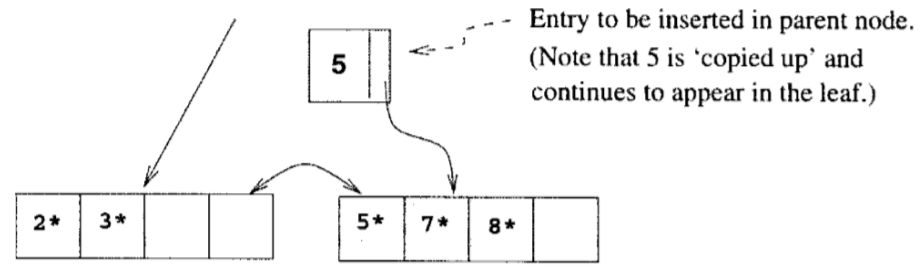 Entry to be inserted in parent node.
(Note that 5 is ‘copied up’ and
continues to appear in the leaf.)
5
2* 3*
5* 7* 8*